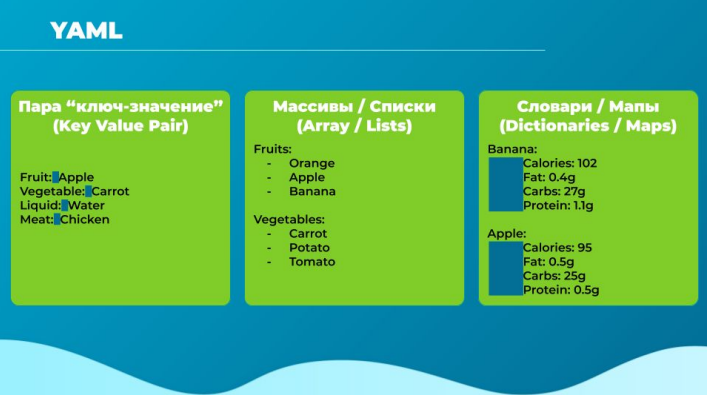 YAML
Пара “ключ-значение”
(Key Value Pair)
Fruit: Apple
Vegetable: Carrot
Liquid: Water
Meat: Chicken
Массивы / Списки
(Array / Lists)
Fruits:
- Orange
- Apple
- Banana
Vegetables:
- Carrot
- Potato
- Tomato
Словари / Мапы
(Dictionaries / Maps)
Banana:
Calories: 102
Fat: 0.4g
Carbs: 27g
Protein: 1.1g
Apple:
Calories: 95
Fat: 0.5g
Carbs: 25g
Protein: 0.5g